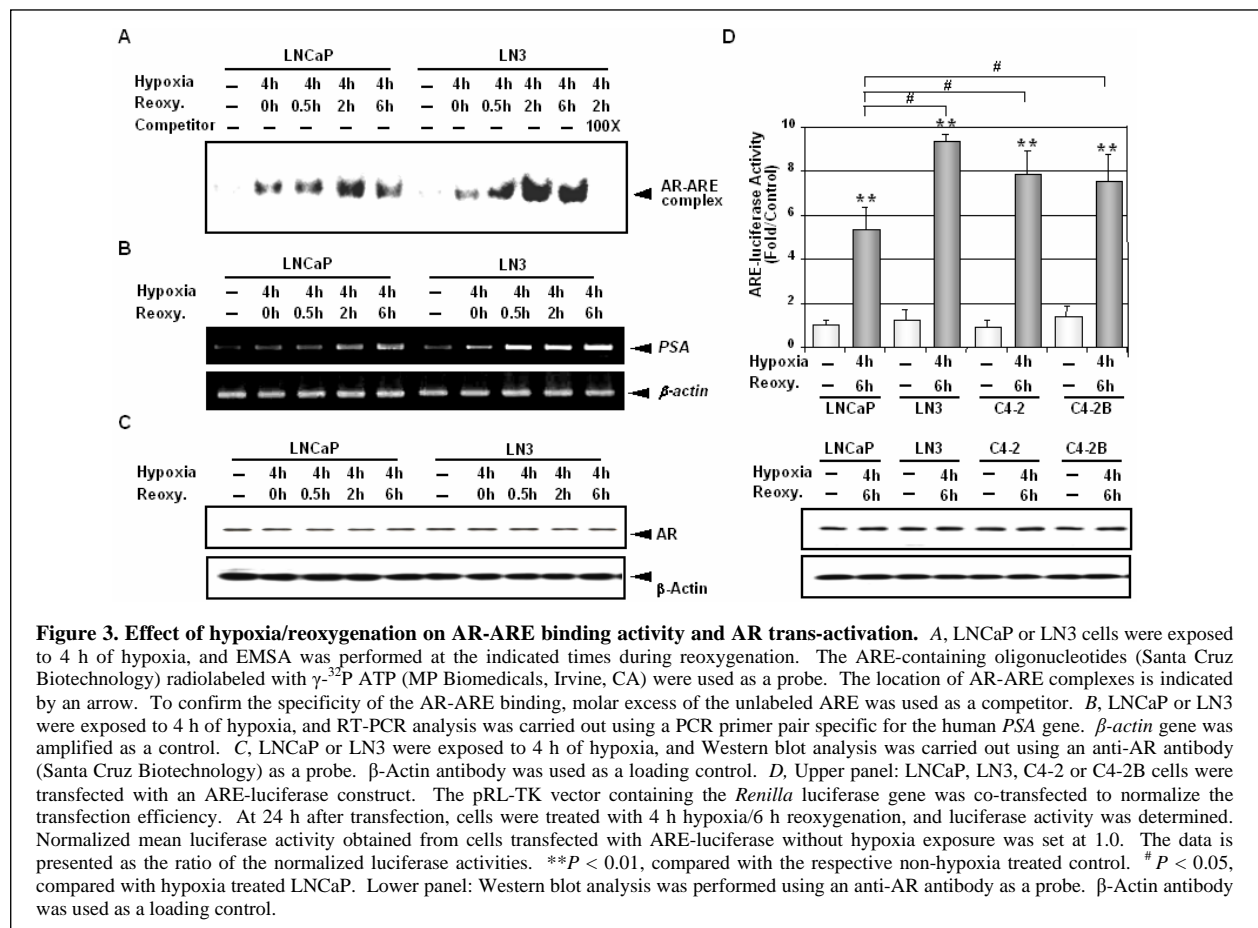 A
LNCaP LN3
Hypoxia – 4h 4h 4h 4h – 4h 4h 4h 4h 4h
Reoxy. – 0h 0.5h 2h 6h – 0h 0.5h 2h 6h 2h
Competitor – – – – – – – – – – 100X
AR-ARE
complex
B
LNCaP LN3
Hypoxia – 4h 4h 4h 4h – 4h 4h 4h 4h
Reoxy. – 0h 0.5h 2h 6h – 0h 0.5h 2h 6h
PSA
β-actin
C
LNCaP LN3
Hypoxia – 4h 4h 4h 4h – 4h 4h 4h 4h
Reoxy. – 0h 0.5h 2h 6h – 0h 0.5h 2h 6h
AR
β-Actin
D
#
#
#
** ** ** **
ARE-luciferase Activity
(Fold/Control)
10
8
6
4
2
0
Hypoxia – 4h – 4h – 4h – 4h
Reoxy. – 6h – 6h – 6h – 6h
LNCaP LN3 C4-2 C4-2B
LNCaP LN3 C4-2 C4-2B
Hypoxia – 4h – 4h – 4h – 4h
Reoxy. – 6h – 6h – 6h – 6h
Figure 3. Effect of hypoxia/reoxygenation on AR-ARE binding activity and AR trans-activation. A, LNCaP or LN3 cells were exposed
to 4 h of hypoxia, and EMSA was performed at the indicated times during reoxygenation. The ARE-containing oligonucleotides (Santa Cruz
Biotechnology) radiolabeled with γ-³²P ATP (MP Biomedicals, Irvine, CA) were used as a probe. The location of AR-ARE complexes is indicated
by an arrow. To confirm the specificity of the AR-ARE binding, molar excess of the unlabeled ARE was used as a competitor. B, LNCaP or LN3
were exposed to 4 h of hypoxia, and RT-PCR analysis was carried out using a PCR primer pair specific for the human PSA gene. β-actin gene was
amplified as a control. C, LNCaP or LN3 were exposed to 4 h of hypoxia, and Western blot analysis was carried out using an anti-AR antibody
(Santa Cruz Biotechnology) as a probe. β-Actin antibody was used as a loading control. D, Upper panel: LNCaP, LN3, C4-2 or C4-2B cells were
transfected with an ARE-luciferase construct. The pRL-TK vector containing the Renilla luciferase gene was co-transfected to normalize the
transfection efficiency. At 24 h after transfection, cells were treated with 4 h hypoxia/6 h reoxygenation, and luciferase activity was determined.
Normalized mean luciferase activity obtained from cells transfected with ARE-luciferase without hypoxia exposure was set at 1.0. The data is
presented as the ratio of the normalized luciferase activities. **P < 0.01, compared with the respective non-hypoxia treated control. # P < 0.05,
compared with hypoxia treated LNCaP. Lower panel: Western blot analysis was performed using an anti-AR antibody as a probe. β-Actin antibody
was used as a loading control.